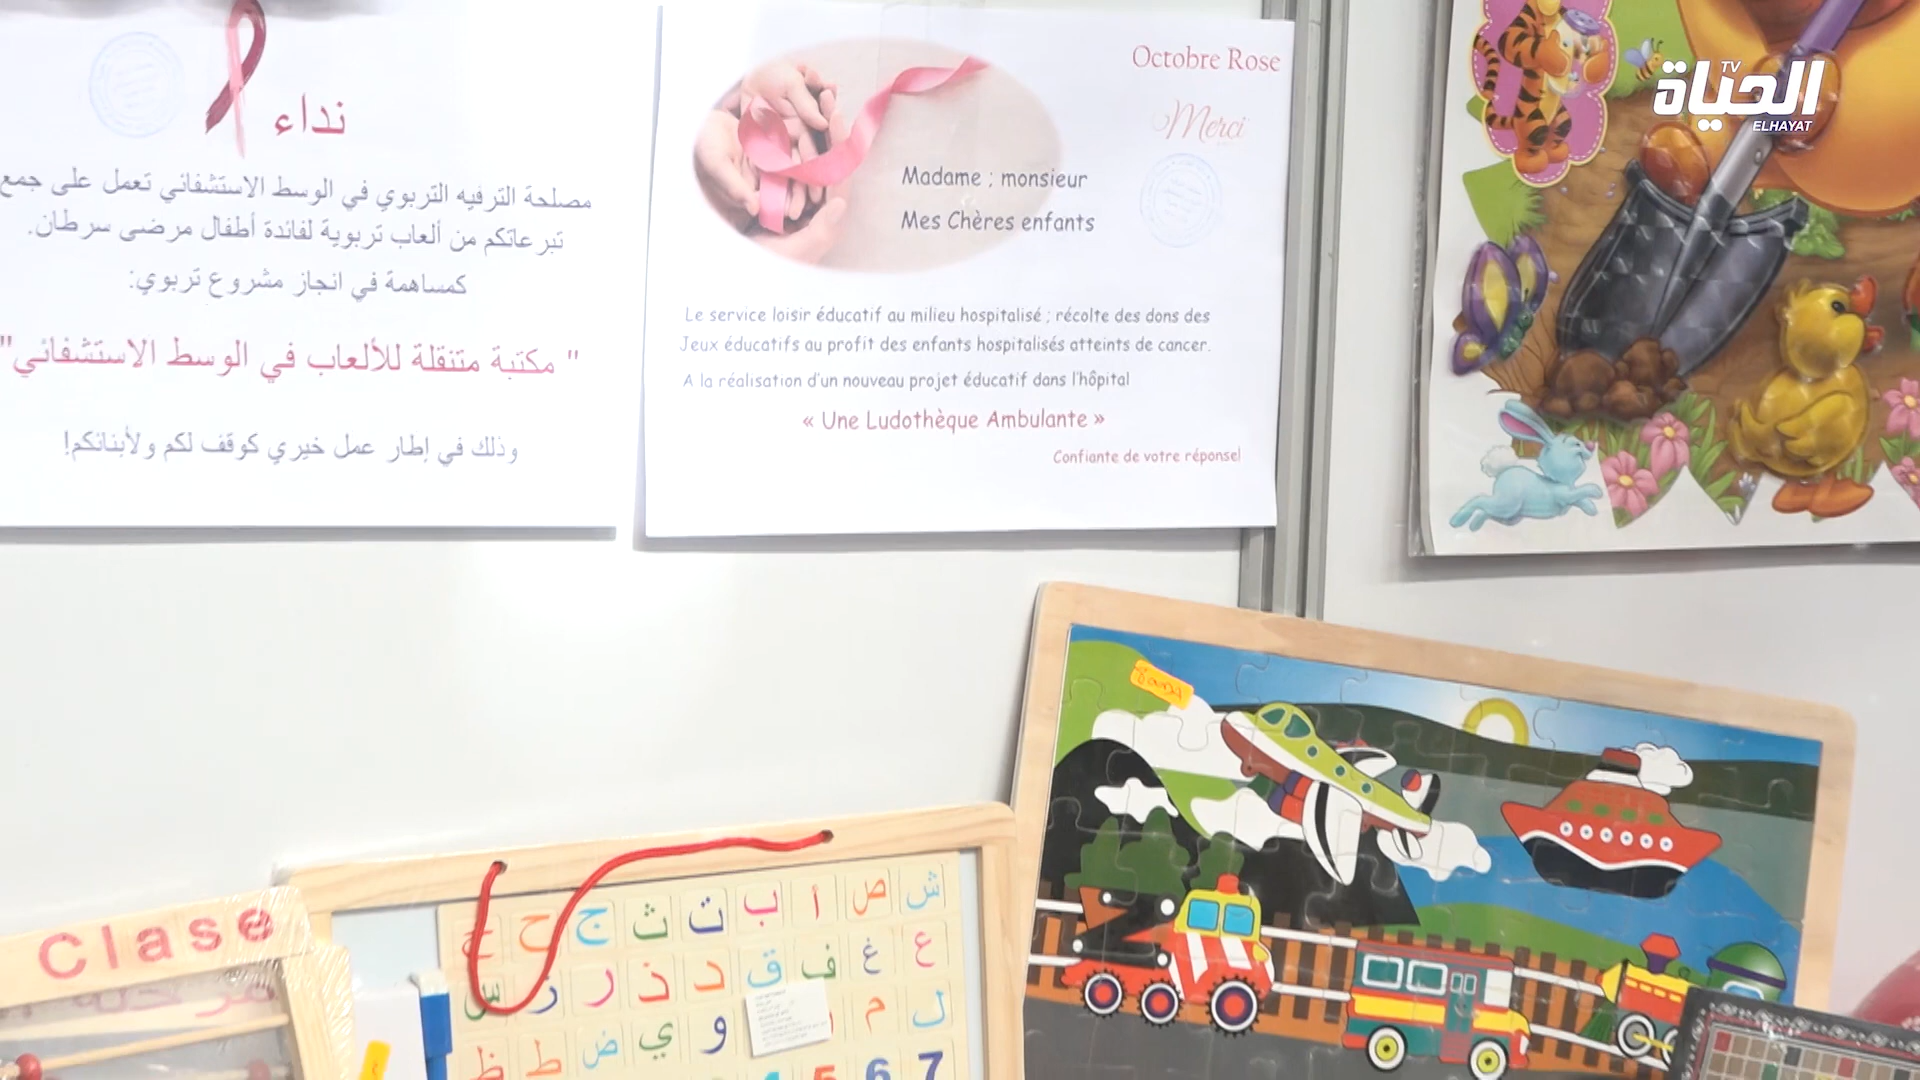 نداء
مصلحة الترفيه التربوي في الوسط الاستشفائي تعمل على جمع
تبرعاتكم من ألعاب تربوية لفائدة أطفال مرضى سرطان.
كمساهمة في انجاز مشروع تربوي:
" مكتبة متنقلة للألعاب في الوسط الاستشفائي"
وذلك في إطار عمل خيري كوقف لكم ولأبنائكم!
Octobre Rose
Merci
Madame ; monsieur
Mes Chères enfants
Le service loisir éducatif au milieu hospitalisé ; récolte des dons des
Jeux éducatifs au profit des enfants hospitalisés atteints de cancer.
A la réalisation d'un nouveau projet éducatif dans l'hôpital
« Une Ludothèque Ambulante »
Confiante de votre réponse!
الحياة TV
ELHAYAT
Clase
ش ص أ ب ت ث ج ح
ع غ ف ق د ذ ر ز س
ل م و ي ض ط ظ
5 6 7